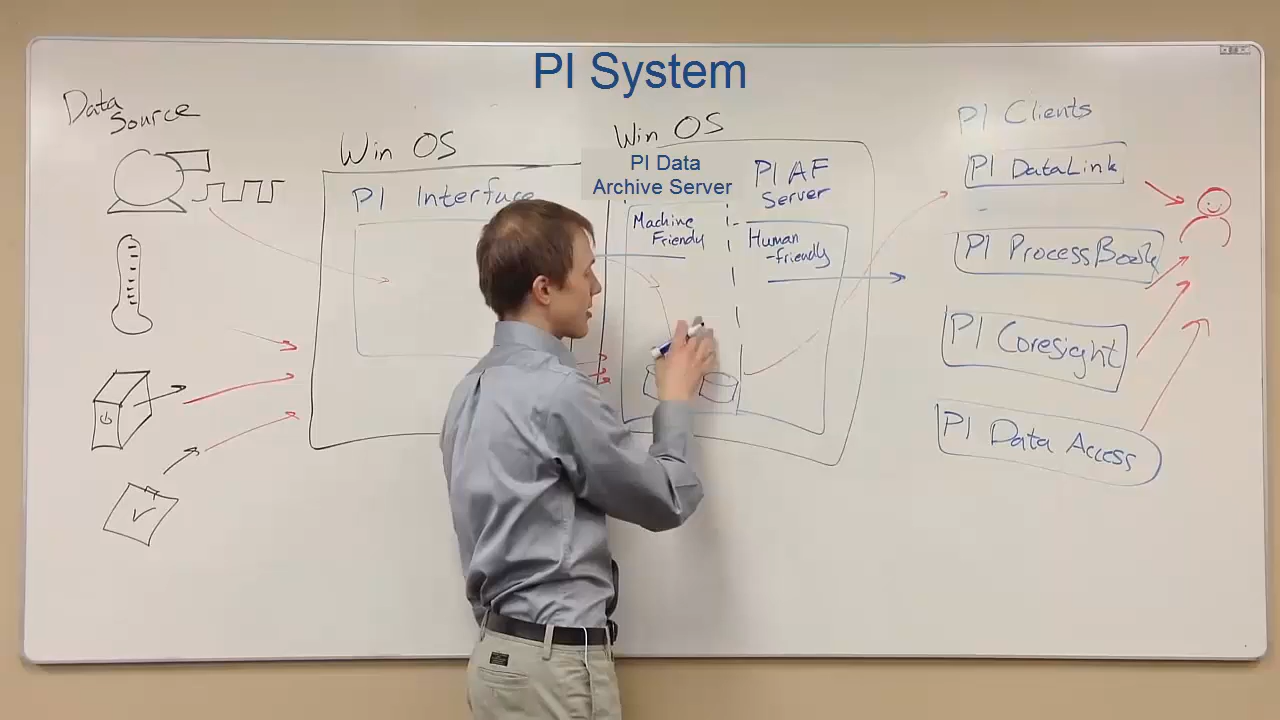 PI System
Data
Source
Win OS
PI Interface
Win OS
PI Data
Archive Server
PI AF
Server
Machine
Friendly
Human
-friendly
PI Clients
PI DataLink
PI ProcessBook
PI Coresight
PI Data Access